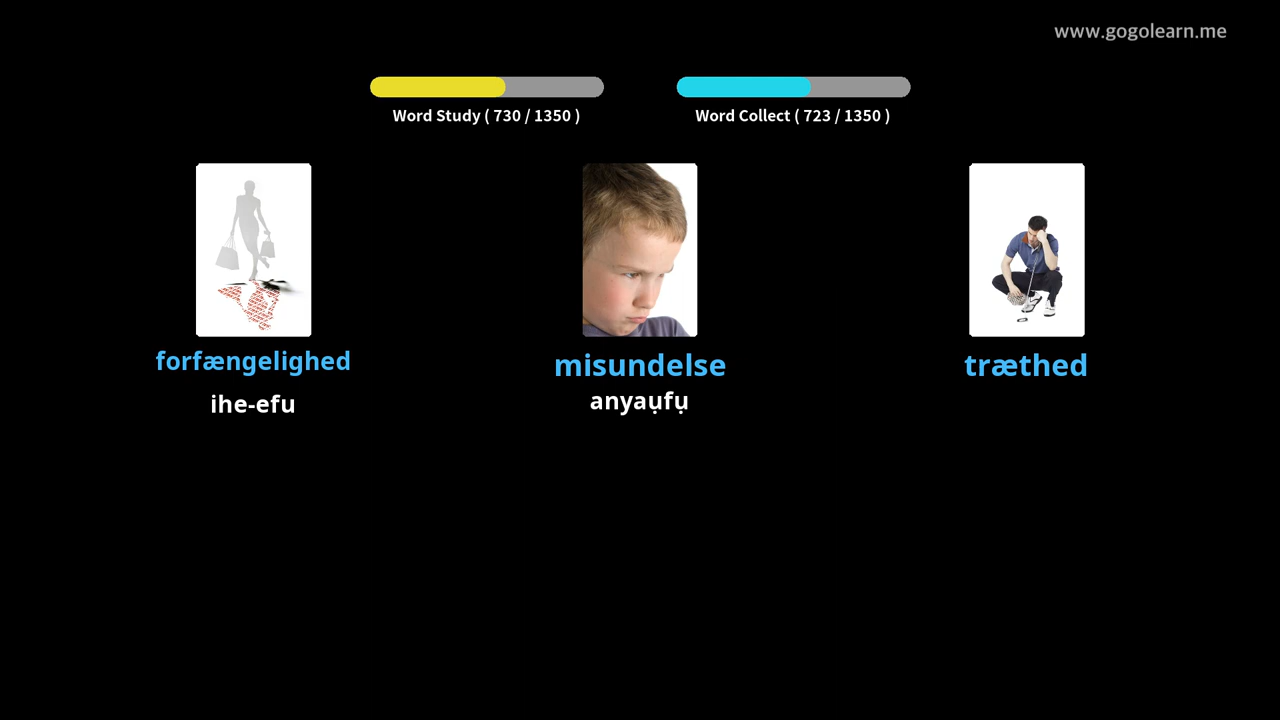 www.gogolearn.me
Word Study ( 730 / 1350 )
Word Collect ( 723 / 1350 )
forfængelighed
misundelse
træthed
ihe-efu
anyaụfụ